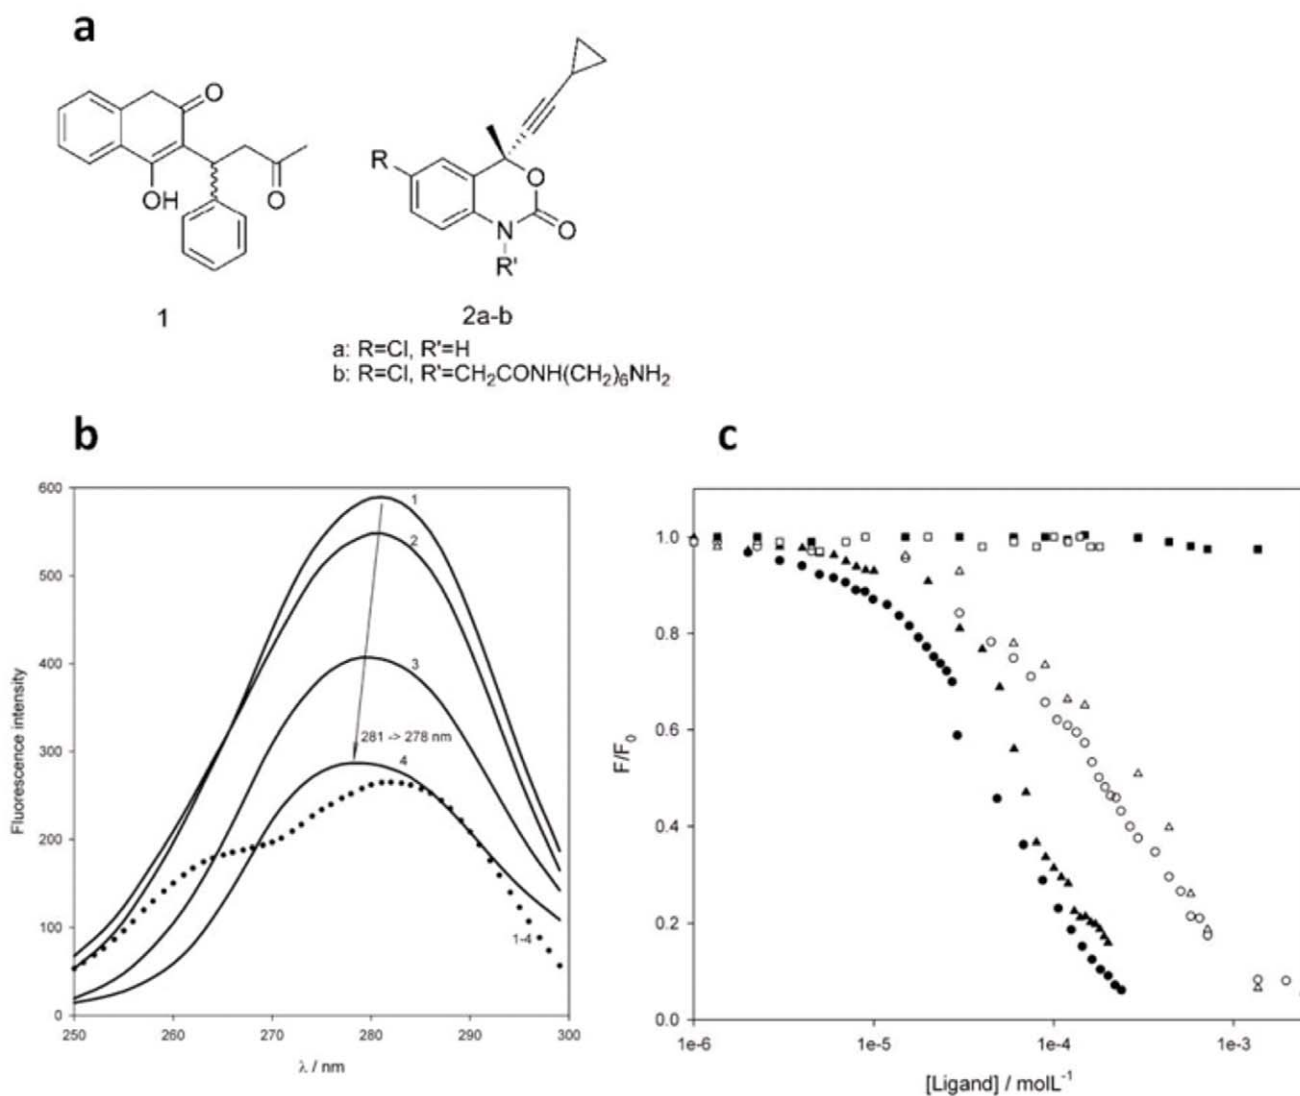 a
O
O
OH
R
O
N
O
R'
1
2a-b
a: R=Cl, R'=H
b: R=Cl, R'=CH₂CONH(CH₂)₆NH₂
b
c
600
500
400
300
200
100
0
Fluorescence intensity
1
2
3
281 -> 278 nm
4
1-4
250
260
270
280
290
300
λ / nm
1.0
0.8
0.6
0.4
0.2
0.0
F/F₀
1e-6
1e-5
1e-4
1e-3
[Ligand] / molL⁻¹